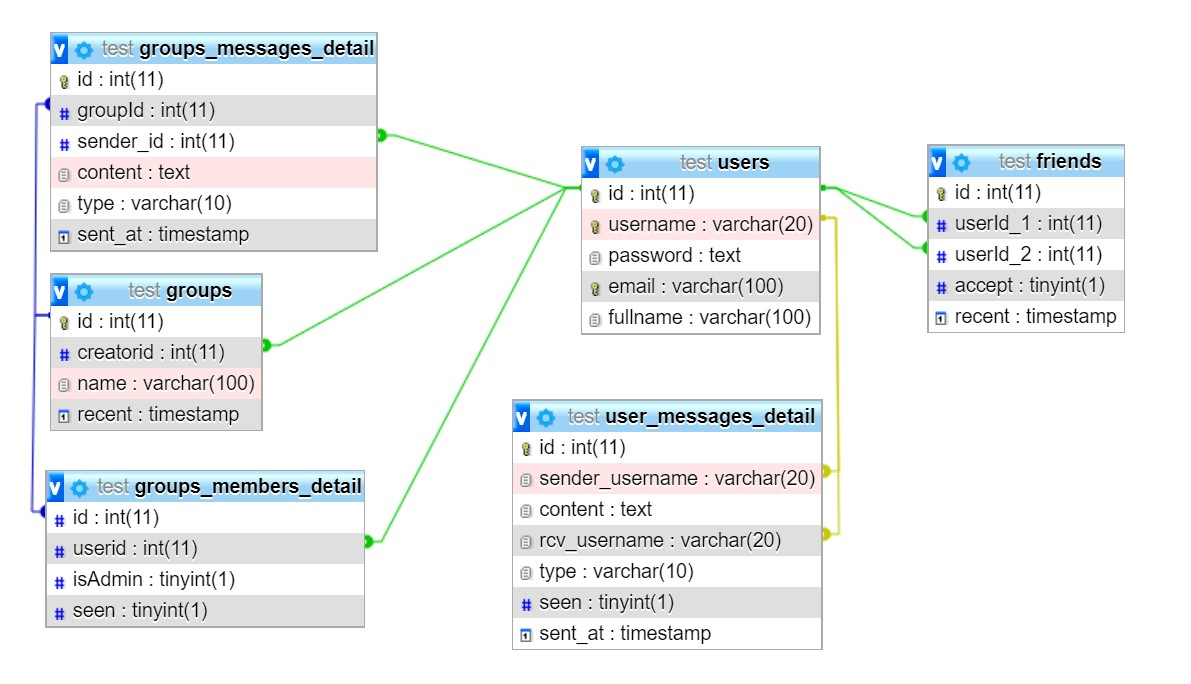 test groups_messages_detail
id : int(11)
groupId : int(11)
sender_id : int(11)
content : text
type : varchar(10)
sent_at : timestamp
test groups
id : int(11)
creatorid : int(11)
name : varchar(100)
recent : timestamp
test groups_members_detail
id : int(11)
userid : int(11)
isAdmin : tinyint(1)
seen : tinyint(1)
test users
id : int(11)
username : varchar(20)
password : text
email : varchar(100)
fullname : varchar(100)
test user_messages_detail
id : int(11)
sender_username : varchar(20)
content : text
rcv_username : varchar(20)
type : varchar(10)
seen : tinyint(1)
sent_at : timestamp
test friends
id : int(11)
userId_1 : int(11)
userId_2 : int(11)
accept : tinyint(1)
recent : timestamp